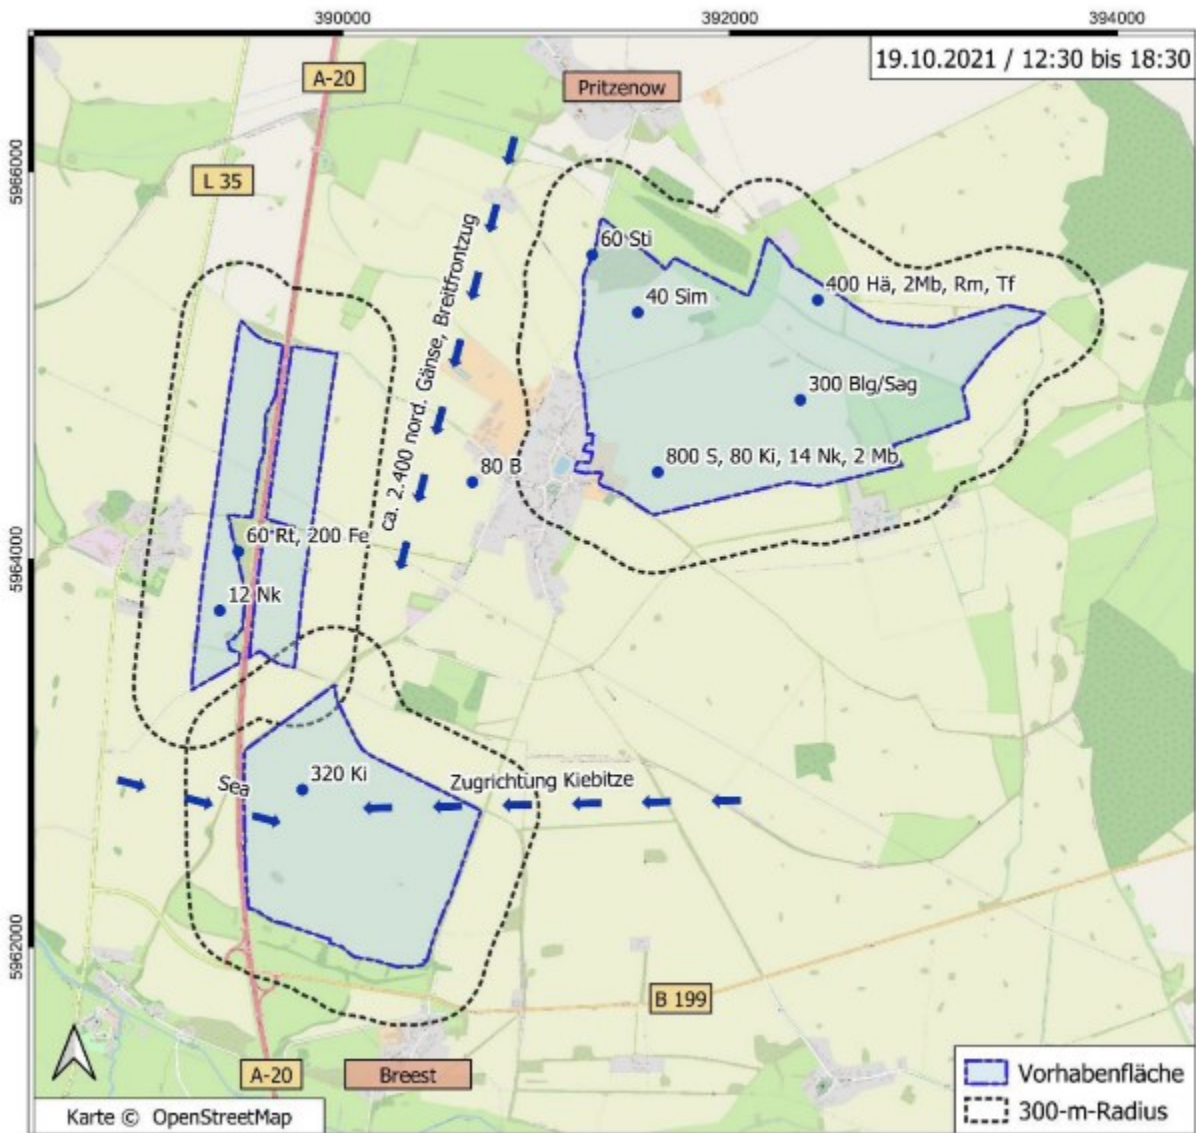 390000
392000
394000
19.10.2021 / 12:30 bis 18:30
A-20
Pritzenow
5966000
L 35
ca. 2.400 nord. Gänse, Breitfrontzug
60 Sti
400 Hä, 2Mb, Rm, Tf
40 Sim
300 Blg/Sag
80 B
800 S, 80 Ki, 14 Nk, 2 Mb
60 Rt, 200 Fe
5964000
12 Nk
320 Ki
Sea
Zugrichtung Kiebitze
5962000
B 199
A-20
Breest
Vorhabenfläche
300-m-Radius
Karte © OpenStreetMap